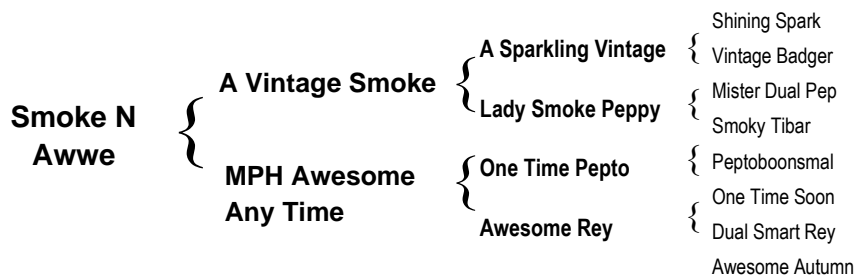 Smoke N
Awwe
A Vintage Smoke
MPH Awesome
Any Time
A Sparkling Vintage
Lady Smoke Peppy
One Time Pepto
Awesome Rey
Shining Spark
Vintage Badger
Mister Dual Pep
Smoky Tibar
Peptoboonsmal
One Time Soon
Dual Smart Rey
Awesome Autumn